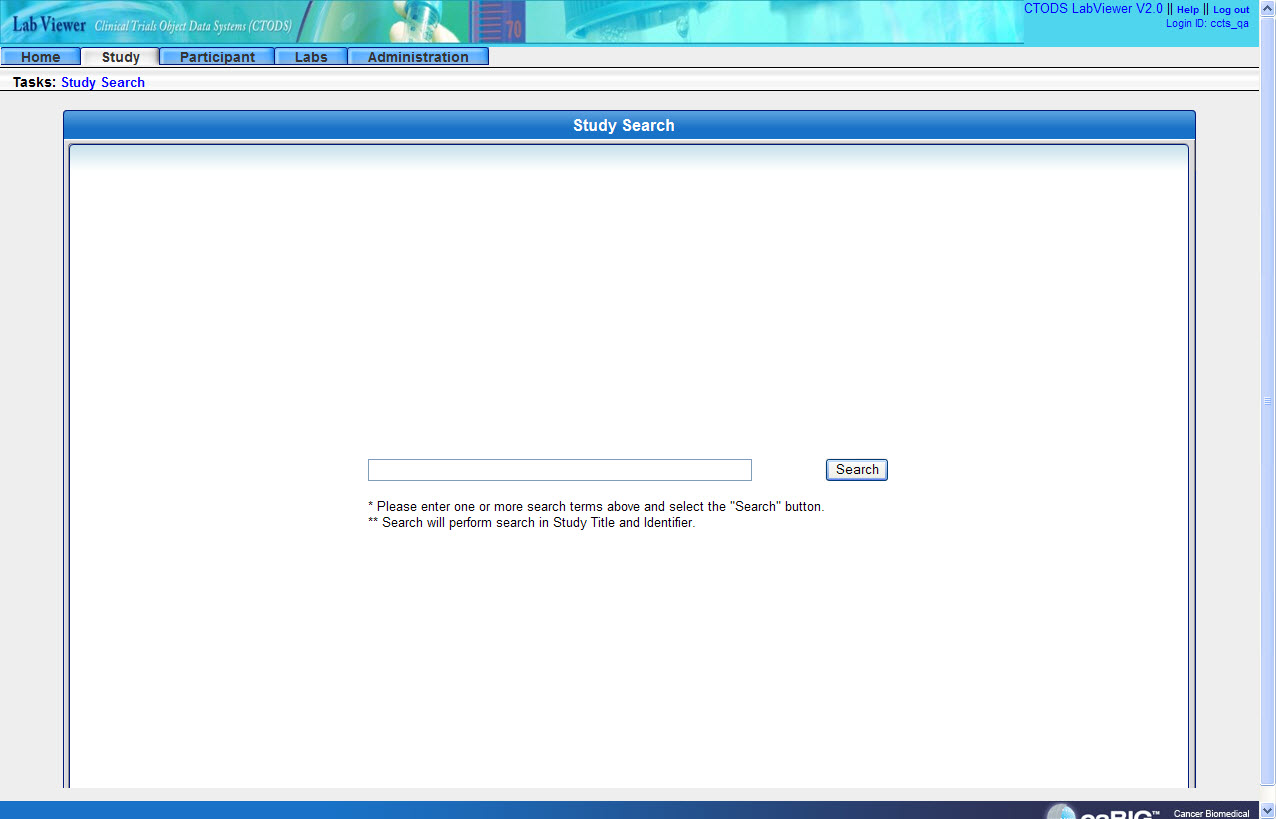 Lab Viewer Clinical Trials Object Data Systems (CTODS)
CTODS LabViewer V2.0 || Help || Log out
Login ID: ccts_qa
70
Home Study Participant Labs Administration
Tasks: Study Search
Study Search
Search
* Please enter one or more search terms above and select the "Search" button.
** Search will perform search in Study Title and Identifier.
caBIG™ Cancer Biomedical